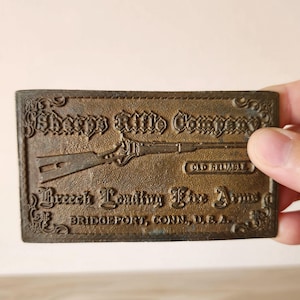 Sharps Rifle Company
OLD RELIABLE
Breech Loading Fire Arms
BRIDGEPORT, CONN., U.S.A.